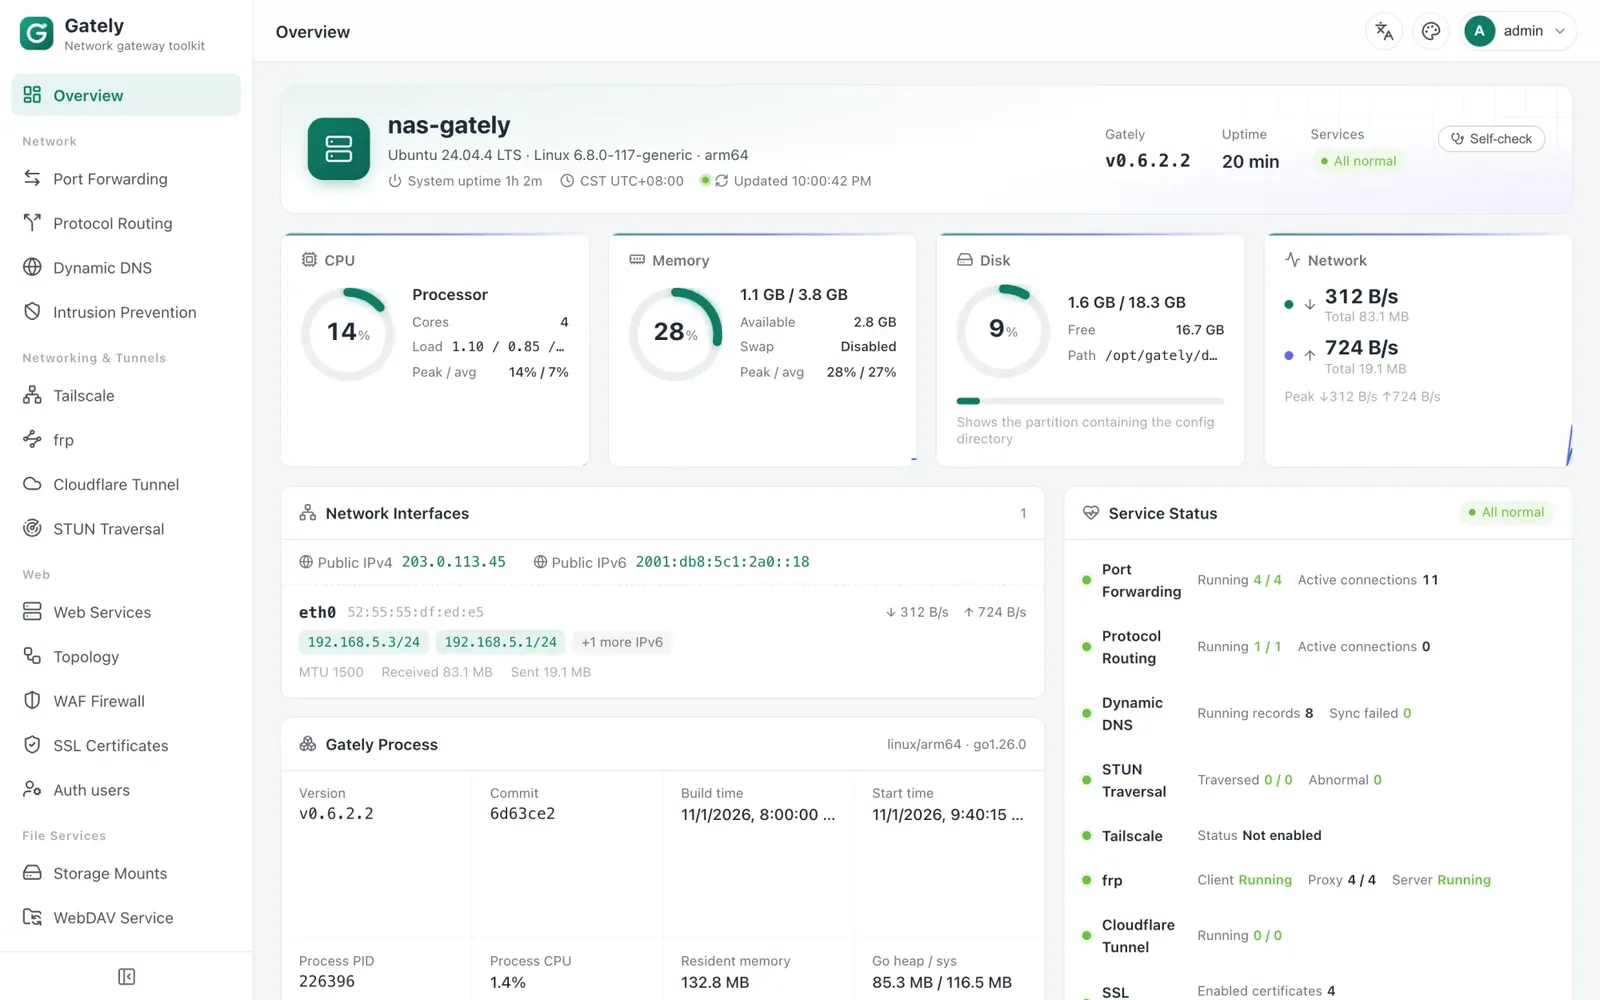 Gately
Network gateway toolkit
Overview
Network
Port Forwarding
Protocol Routing
Dynamic DNS
Intrusion Prevention
Networking & Tunnels
Tailscale
frp
Cloudflare Tunnel
STUN Traversal
Web
Web Services
Topology
WAF Firewall
SSL Certificates
Auth users
File Services
Storage Mounts
WebDAV Service
Overview
A admin
nas-gately
Ubuntu 24.04.4 LTS · Linux 6.8.0-117-generic · arm64
System uptime 1h 2m CST UTC+08:00 Updated 10:00:42 PM
Gately
v0.6.2.2
Uptime
20 min
Services
All normal
Self-check
CPU
14%
Processor
Cores 4
Load 1.10 / 0.85 /…
Peak / avg 14% / 7%
Memory
28%
1.1 GB / 3.8 GB
Available 2.8 GB
Swap Disabled
Peak / avg 28% / 27%
Disk
9%
1.6 GB / 18.3 GB
Free 16.7 GB
Path /opt/gately/d…
Shows the partition containing the config
directory
Network
↓ 312 B/s
Total 83.1 MB
↑ 724 B/s
Total 19.1 MB
Peak ↓312 B/s ↑724 B/s
Network Interfaces 1
Public IPv4 203.0.113.45 Public IPv6 2001:db8:5c1:2a0::18
eth0 52:55:55:df:ed:e5 ↓ 312 B/s ↑ 724 B/s
192.168.5.3/24 192.168.5.1/24 +1 more IPv6
MTU 1500 Received 83.1 MB Sent 19.1 MB
Gately Process linux/arm64 · go1.26.0
Version
v0.6.2.2
Commit
6d63ce2
Build time
11/1/2026, 8:00:00 ...
Start time
11/1/2026, 9:40:15 ...
Process PID
226396
Process CPU
1.4%
Resident memory
132.8 MB
Go heap / sys
85.3 MB / 116.5 MB
Service Status All normal
Port
Forwarding
Running 4 / 4 Active connections 11
Protocol
Routing
Running 1 / 1 Active connections 0
Dynamic
DNS
Running records 8 Sync failed 0
STUN
Traversal
Traversed 0 / 0 Abnormal 0
Tailscale Status Not enabled
frp Client Running Proxy 4 / 4 Server Running
Cloudflare
Tunnel
Running 0 / 0
SSL
Enabled certificates 4